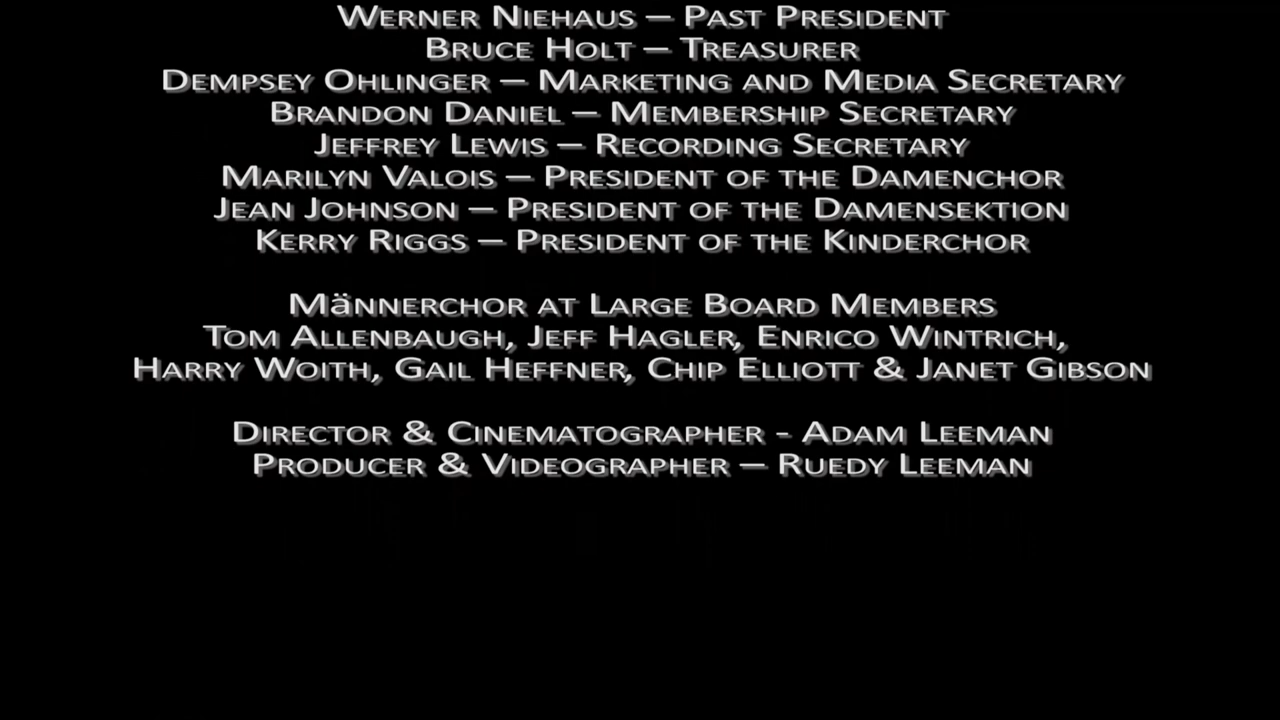 Werner Niehaus – Past President
Bruce Holt – Treasurer
Dempsey Ohlinger – Marketing and Media Secretary
Brandon Daniel – Membership Secretary
Jeffrey Lewis – Recording Secretary
Marilyn Valois – President of the Damenchor
Jean Johnson – President of the Damensektion
Kerry Riggs – President of the Kinderchor
Männerchor at Large Board Members
Tom Allenbaugh, Jeff Hagler, Enrico Wintrich,
Harry Woith, Gail Heffner, Chip Elliott & Janet Gibson
Director & Cinematographer - Adam Leeman
Producer & Videographer – Ruedy Leeman